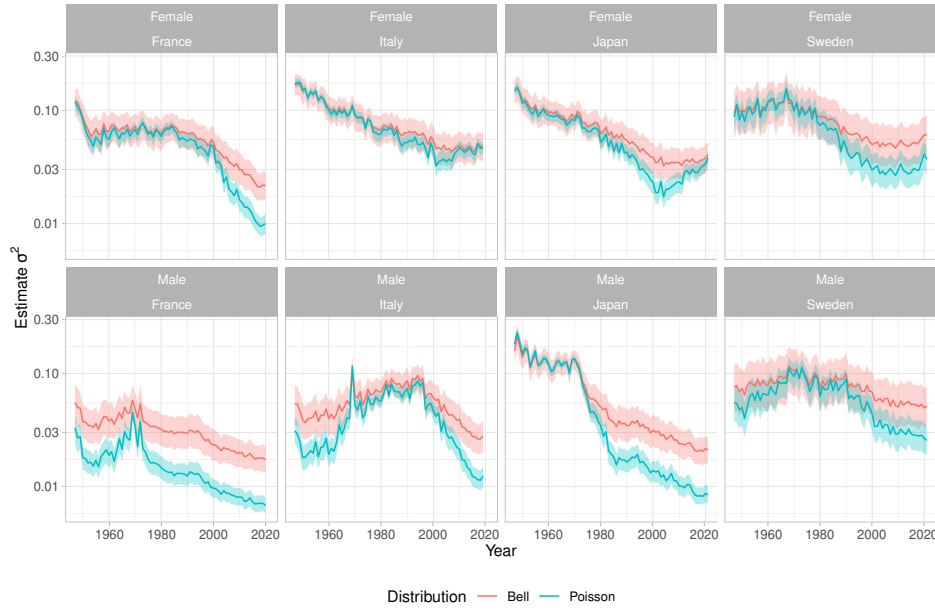 Female Female Female Female
France Italy Japan Sweden
0.30
0.10
0.03
0.01
Estimate σ²
Male Male Male Male
France Italy Japan Sweden
0.30
0.10
0.03
0.01
1960 1980 2000 2020 1960 1980 2000 2020 1960 1980 2000 2020 1960 1980 2000 2020
Year
Distribution Bell Poisson